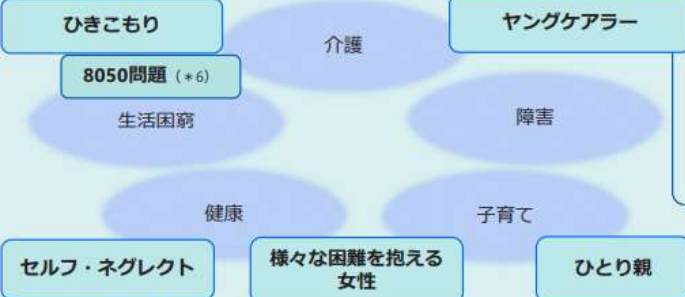 ひきこもり
介護
ヤングケアラー
8050問題（＊6）
生活困窮
障害
健康
子育て
セルフ・ネグレクト
様々な困難を抱える
女性
ひとり親